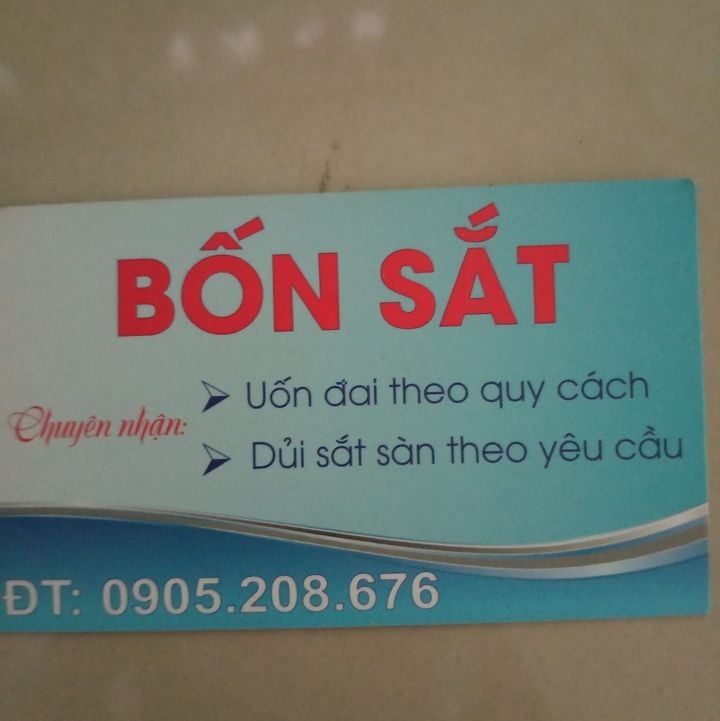 BỐN SẮT
Chuyên nhận:
➢ Uốn đai theo quy cách
➢ Dủi sắt sàn theo yêu cầu
ĐT: 0905.208.676